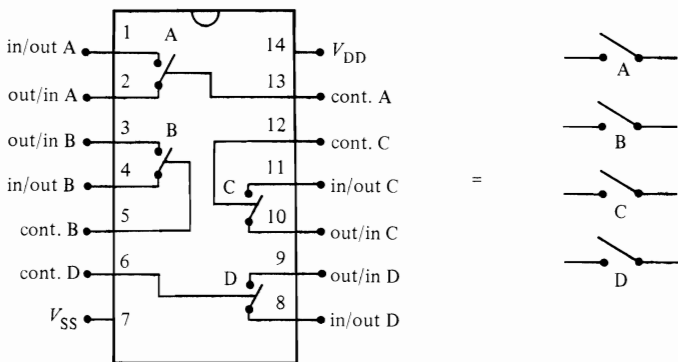 in/out A 1 A 14 V_DD
out/in A 2 13 cont. A
out/in B 3 B 12 cont. C
in/out B 4 C 11 in/out C
cont. B 5 10 out/in C
cont. D 6 D 9 out/in D
V_SS 7 8 in/out D
=
A
B
C
D